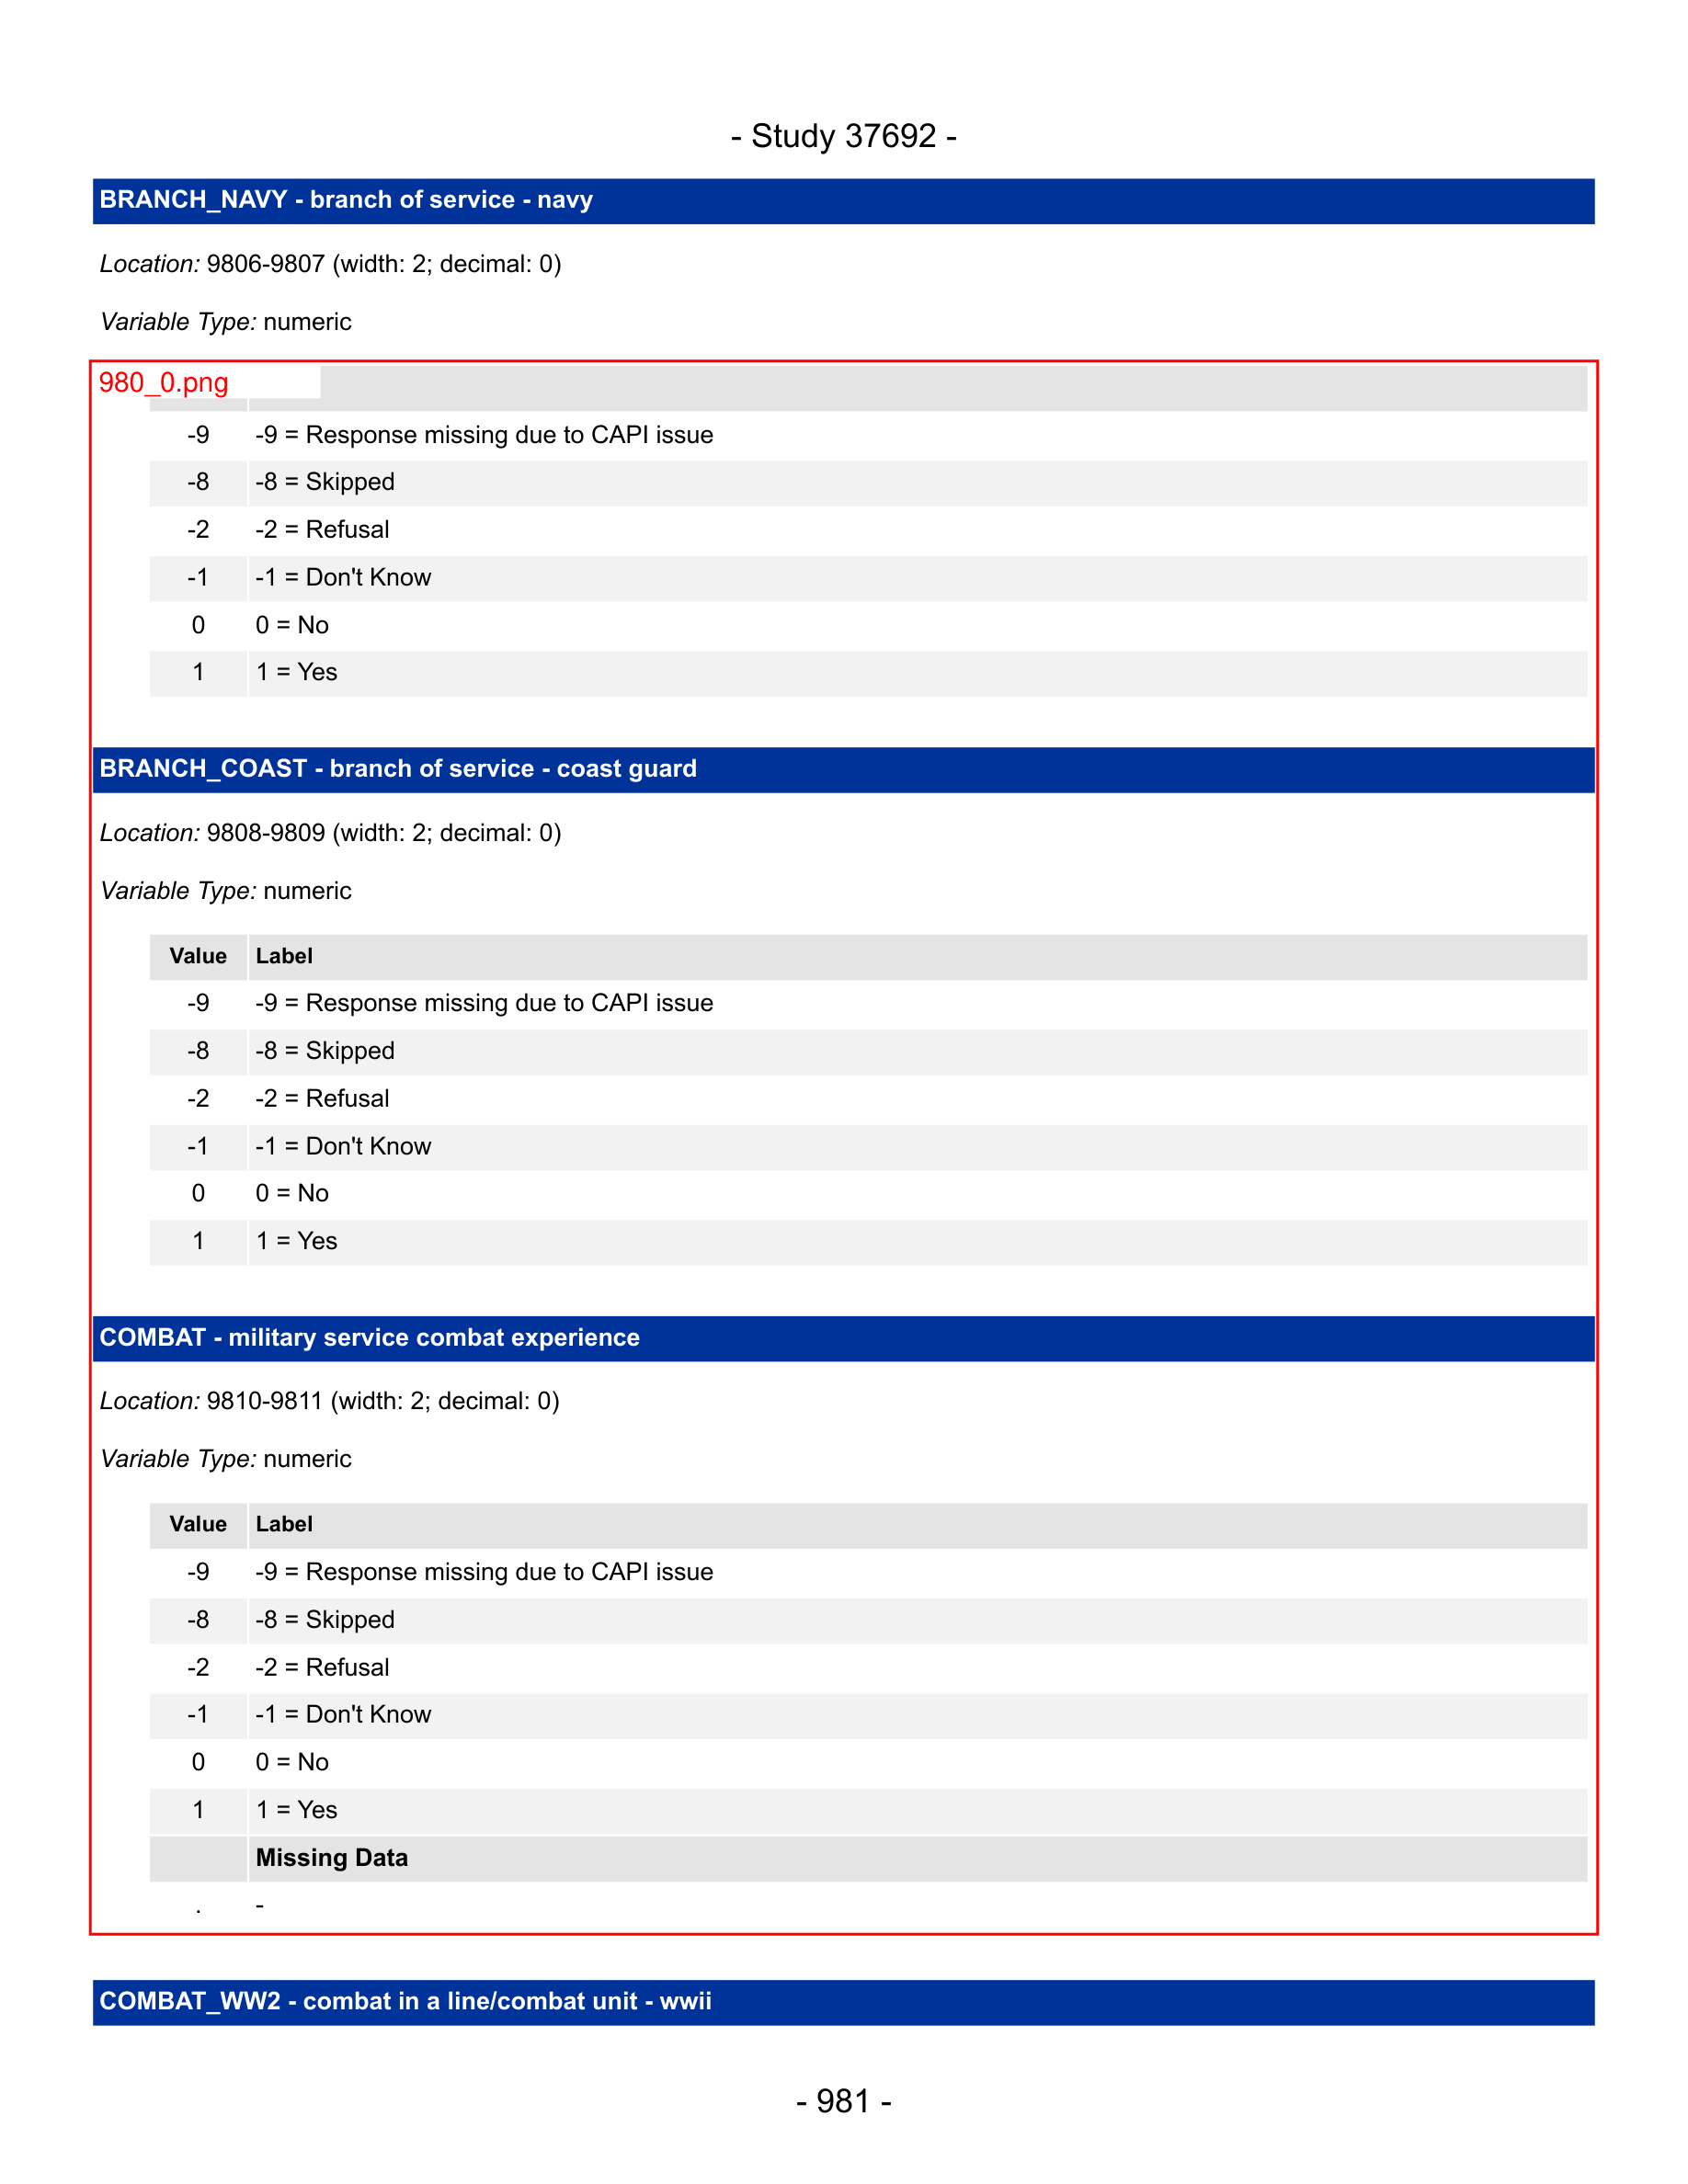 - Study 37692 -
BRANCH_NAVY - branch of service - navy
Location: 9806-9807 (width: 2; decimal: 0)
Variable Type: numeric
980_0.png
-9 -9 = Response missing due to CAPI issue
-8 -8 = Skipped
-2 -2 = Refusal
-1 -1 = Don't Know
0 0 = No
1 1 = Yes
BRANCH_COAST - branch of service - coast guard
Location: 9808-9809 (width: 2; decimal: 0)
Variable Type: numeric
Value Label
-9 -9 = Response missing due to CAPI issue
-8 -8 = Skipped
-2 -2 = Refusal
-1 -1 = Don't Know
0 0 = No
1 1 = Yes
COMBAT - military service combat experience
Location: 9810-9811 (width: 2; decimal: 0)
Variable Type: numeric
Value Label
-9 -9 = Response missing due to CAPI issue
-8 -8 = Skipped
-2 -2 = Refusal
-1 -1 = Don't Know
0 0 = No
1 1 = Yes
Missing Data
. -
COMBAT_WW2 - combat in a line/combat unit - wwii
- 981 -